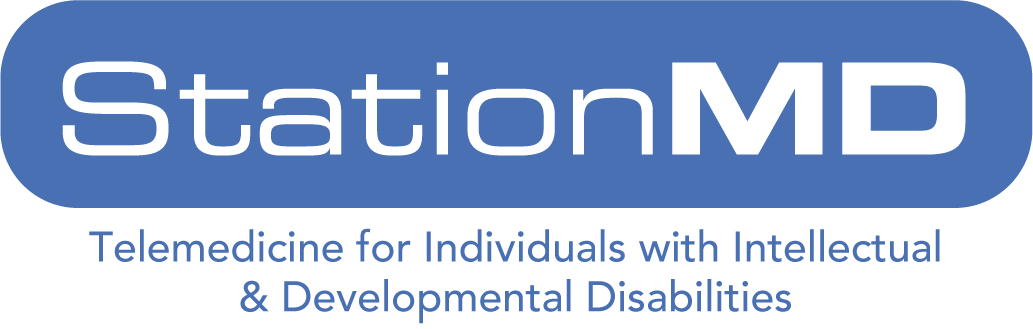 StationMD
Telemedicine for Individuals with Intellectual
& Developmental Disabilities